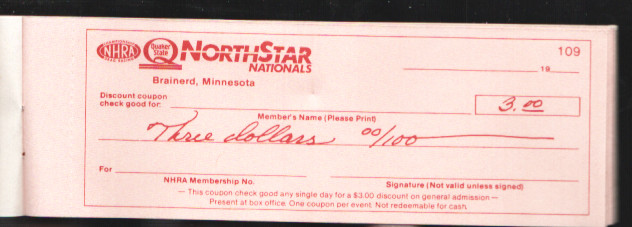 109
CHAMPIONSHIP DRAG RACING
NHRA
Quaker State
Q
NORTHSTAR
NATIONALS
19
Brainerd, Minnesota
Discount coupon
check good for:
3.00
Member's Name (Please Print)
Three dollars 00/100
For
NHRA Membership No.
Signature (Not valid unless signed)
— This coupon check good any single day for a $3.00 discount on general admission —
Present at box office. One coupon per event. Not redeemable for cash.